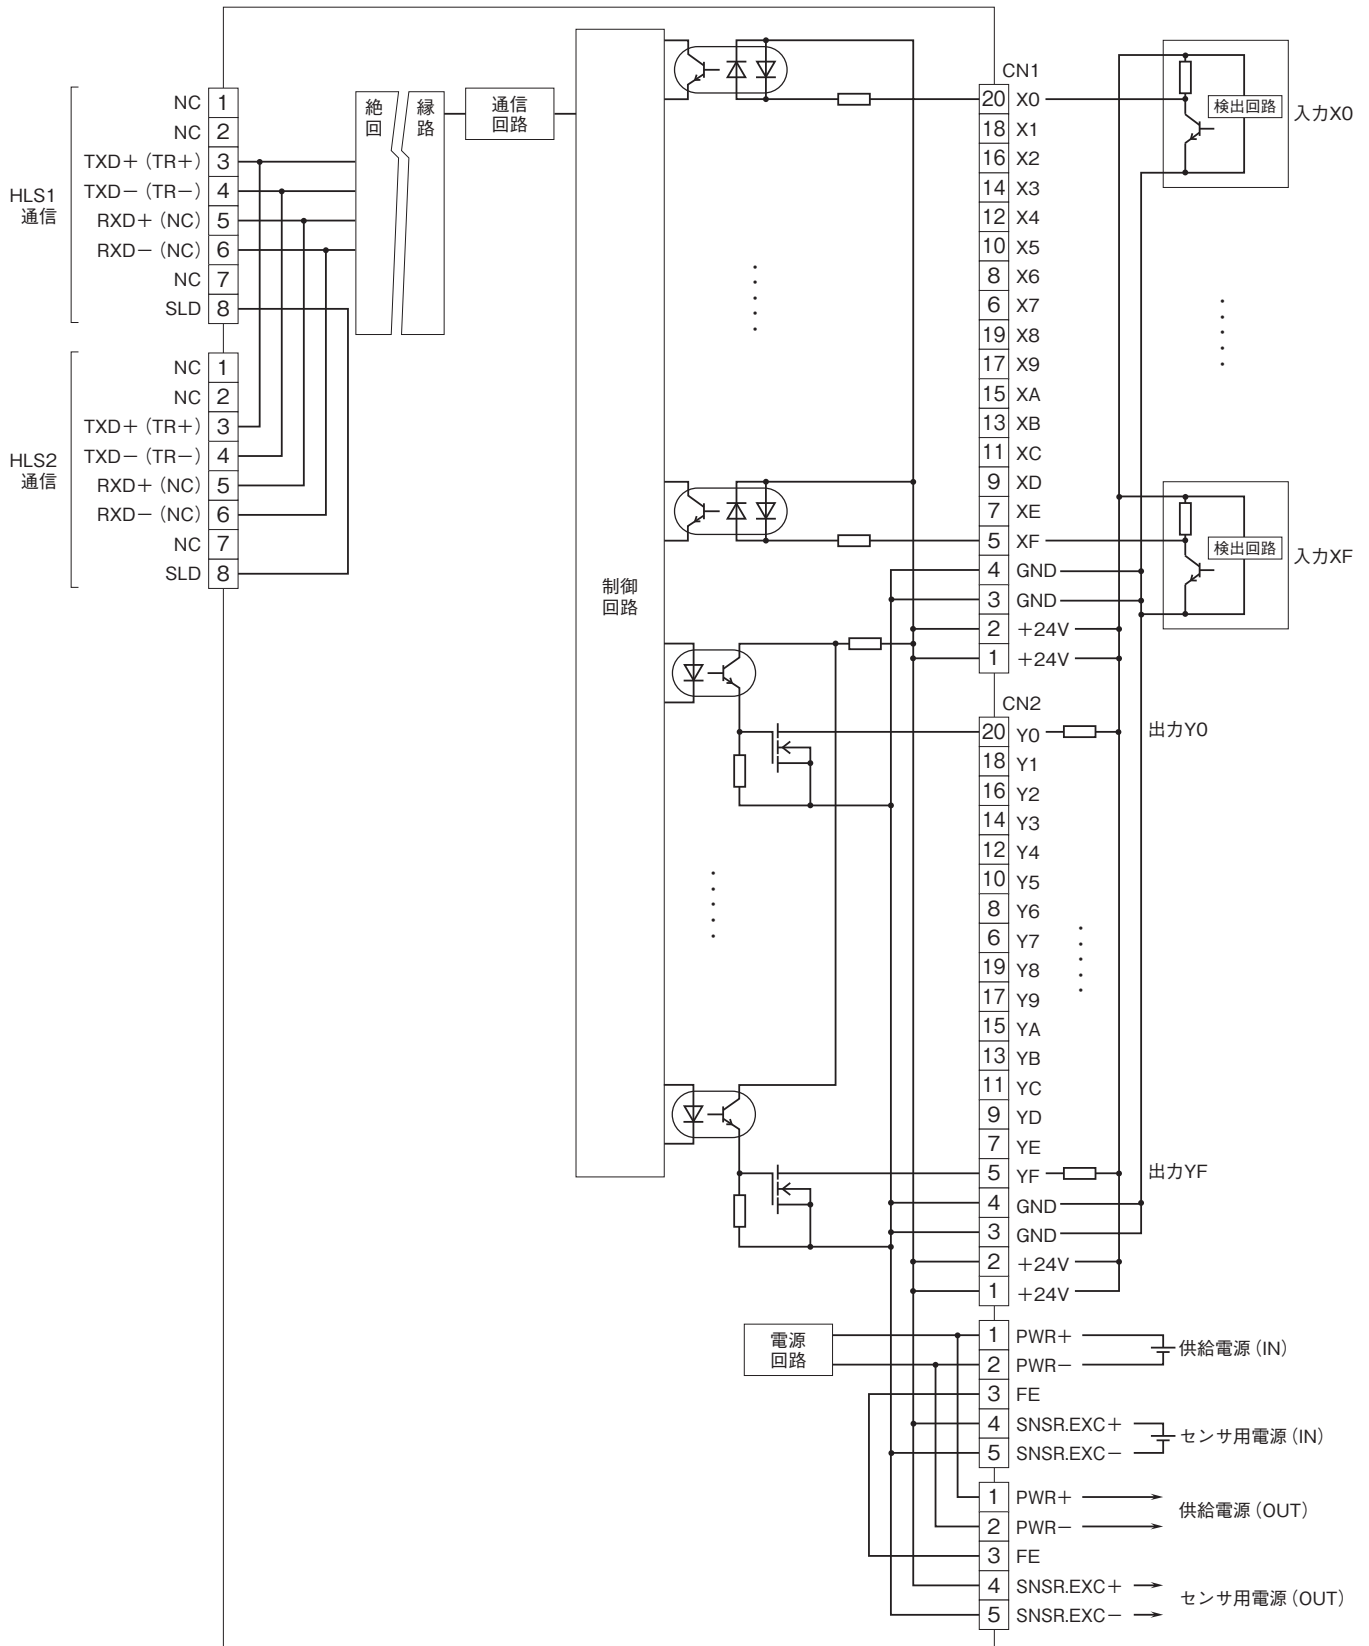 HLS1
通信
NC 1
NC 2
TXD+ (TR+) 3
TXD− (TR−) 4
RXD+ (NC) 5
RXD− (NC) 6
NC 7
SLD 8
HLS2
通信
NC 1
NC 2
TXD+ (TR+) 3
TXD− (TR−) 4
RXD+ (NC) 5
RXD− (NC) 6
NC 7
SLD 8
絶 縁
回 路
通信
回路
制御
回路
CN1
20 X0
18 X1
16 X2
14 X3
12 X4
10 X5
8 X6
6 X7
19 X8
17 X9
15 XA
13 XB
11 XC
9 XD
7 XE
5 XF
4 GND
3 GND
2 +24V
1 +24V
検出回路
入力X0
検出回路
入力XF
CN2
20 Y0
18 Y1
16 Y2
14 Y3
12 Y4
10 Y5
8 Y6
6 Y7
19 Y8
17 Y9
15 YA
13 YB
11 YC
9 YD
7 YE
5 YF
4 GND
3 GND
2 +24V
1 +24V
出力Y0
出力YF
電源
回路
1 PWR+
2 PWR−
3 FE
4 SNSR.EXC+
5 SNSR.EXC−
供給電源 (IN)
センサ用電源 (IN)
1 PWR+
2 PWR−
3 FE
4 SNSR.EXC+
5 SNSR.EXC−
供給電源 (OUT)
センサ用電源 (OUT)